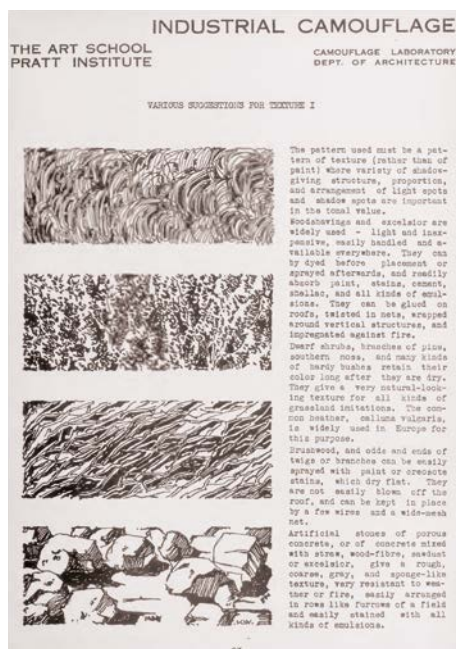 INDUSTRIAL CAMOUFLAGE
THE ART SCHOOL
PRATT INSTITUTE
CAMOUFLAGE LABORATORY
DEPT. OF ARCHITECTURE
VARIOUS SUGGESTIONS FOR TEXTURE I
The pattern used must be a pat-
tern of texture (rather than of
paint) where variety of shadow-
giving structure, proportion,
and arrangement of light spots
and shadow spots are important
in the tonal value.
Woodshavings and excelsior are
widely used - light and inex-
pensive, easily handled and a-
vailable everywhere. They can
by dyed before placement or
sprayed afterwards, and readily
absorb paint, stains, cement,
shellac, and all kinds of emul-
sions. They can be glued on
roofs, twisted in nets, wrapped
around vertical structures, and
impregnated against fire.
Dwarf shrubs, branches of pine,
southern moss, and many kinds
of hardy bushes retain their
color long after they are dry.
They give a very natural-look-
ing texture for all kinds of
grassland imitations. The com-
mon heather, calluna vulgaris,
is widely used in Europe for
this purpose.
Brushwood, and odds and ends of
twigs or branches can be easily
sprayed with paint or creosote
stains, which dry flat. They
are not easily blown off the
roof, and can be kept in place
by a few wires and a wide-mesh
net.
Artificial stones of porous
concrete, or of concrete mixed
with straw, wood-fibre, sawdust
or excelsior, give a rough,
coarse, gray, and sponge-like
texture, very resistant to wea-
ther or fire, easily arranged
in rows like furrows of a field
and easily stained with all
kinds of emulsions.